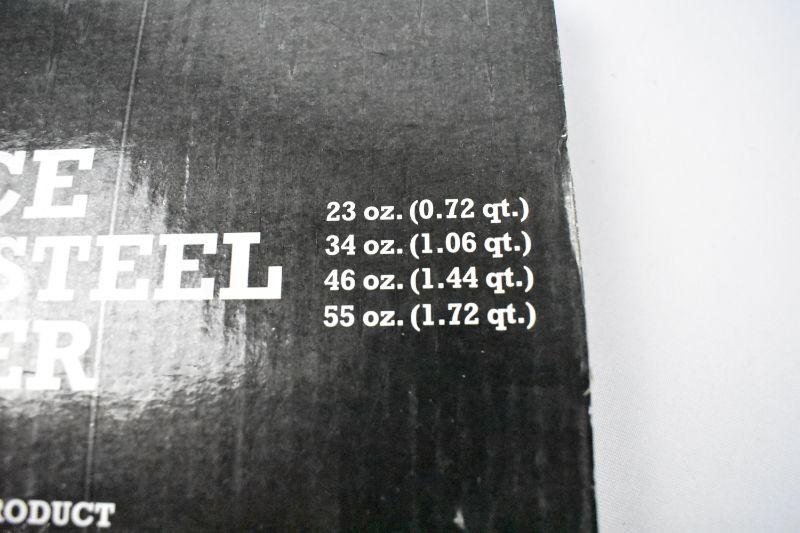 CE
STEEL
ER
23 oz. (0.72 qt.)
34 oz. (1.06 qt.)
46 oz. (1.44 qt.)
55 oz. (1.72 qt.)
RODUCT